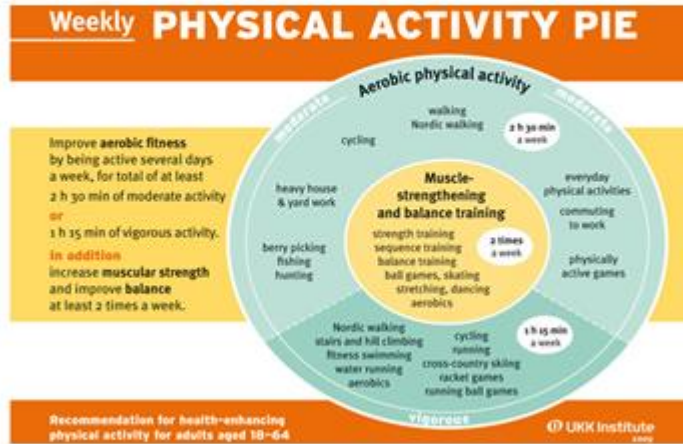 Weekly PHYSICAL ACTIVITY PIE
Aerobic physical activity
moderate
moderate
walking
Nordic walking
2 h 30 min
a week
cycling
Improve aerobic fitness
by being active several days
a week, for total of at least
2 h 30 min of moderate activity
or
1 h 15 min of vigorous activity.
In addition
increase muscular strength
and improve balance
at least 2 times a week.
heavy house
& yard work
berry picking
fishing
hunting
Muscle-
strengthening
and balance training
strength training
sequence training
balance training
ball games, skating
stretching, dancing
aerobics
2 times
a week
everyday
physical activities
commuting
to work
physically
active games
Nordic walking
stairs and hill climbing
fitness swimming
water running
aerobics
cycling
running
cross-country skiing
racket games
running ball games
1 h 15 min
a week
vigorous
Recommendation for health-enhancing
physical activity for adults aged 18–64
UKK Institute